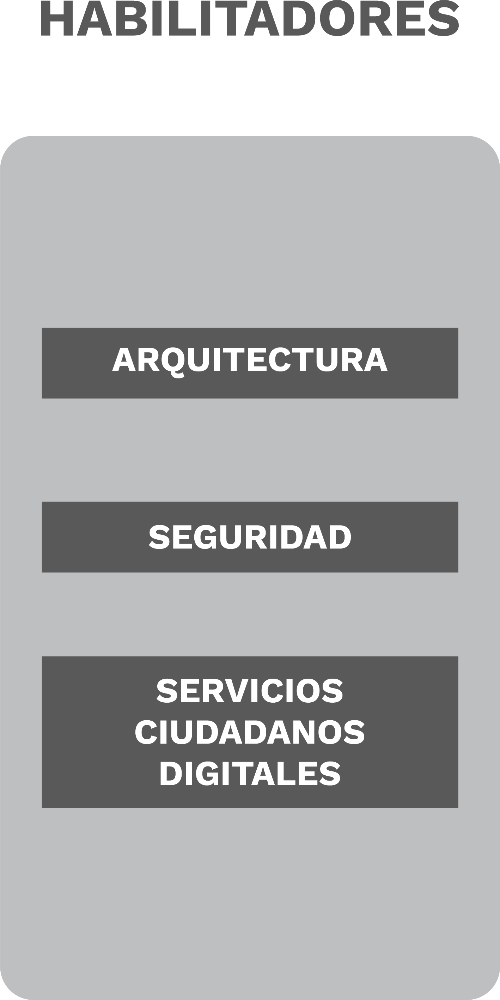 HABILITADORES
ARQUITECTURA
SEGURIDAD
SERVICIOS
CIUDADANOS
DIGITALES